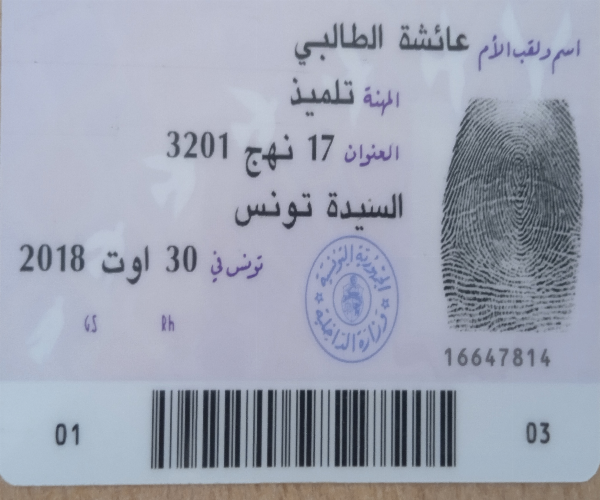 اسم ولقب الأم عائشة الطالبي
المهنة تلميذ
العنوان 17 نهج 3201
السيدة تونس
تونس في 30 اوت 2018
GS Rh
الجمهورية التونسية
وزارة الداخلية
16647814
01 03